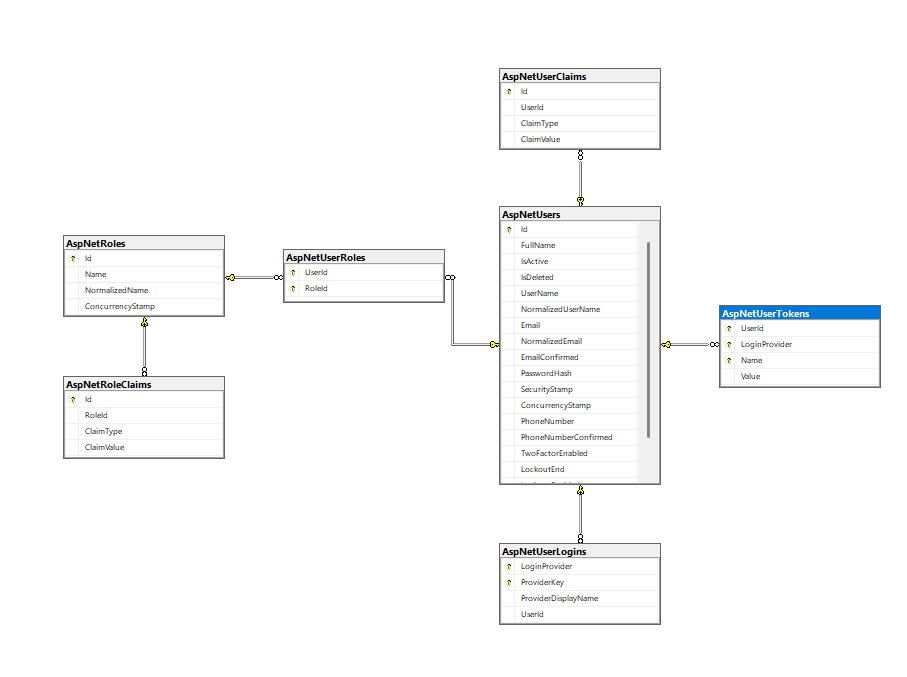 AspNetUserClaims
Id
UserId
ClaimType
ClaimValue
AspNetUsers
Id
FullName
IsActive
IsDeleted
UserName
NormalizedUserName
Email
NormalizedEmail
EmailConfirmed
PasswordHash
SecurityStamp
ConcurrencyStamp
PhoneNumber
PhoneNumberConfirmed
TwoFactorEnabled
LockoutEnd
AspNetRoles
Id
Name
NormalizedName
ConcurrencyStamp
AspNetUserRoles
UserId
RoleId
AspNetUserTokens
UserId
LoginProvider
Name
Value
AspNetRoleClaims
Id
RoleId
ClaimType
ClaimValue
AspNetUserLogins
LoginProvider
ProviderKey
ProviderDisplayName
UserId